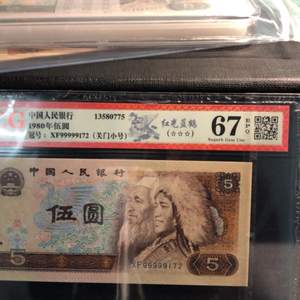 G
中国人民银行 13580775
1980年伍圆
冠号：XF99999172 (关门小号)
红光蓝鹤
(☆☆☆)
67 EPQ
Superb Gem Unc
中国人民银行
伍圆
5
5
5
XF99999172